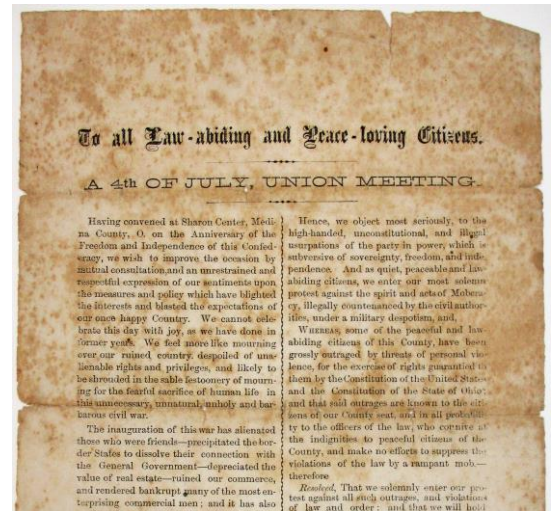 To all Law-abiding and Peace-loving Citizens.
A 4th OF JULY, UNION MEETING.
Having convened at Sharon Center, Medi-
na County, O. on the Anniversary of the
Freedom and Independence of this Confed-
eracy, we wish to improve the occasion by
mutual consultation, and an unrestrained and
respectful expression of our sentiments upon
the measures and policy which have blighted
the interests and blasted the expectations of
our once happy Country. We cannot cele-
brate this day with joy, as we have done in
former years. We feel more like mourning
over our ruined country, despoiled of una-
lienable rights and privileges, and likely to
be shrouded in the sable festoonery of mourn-
ing for the fearful sacrifice of human life in
this unnecessary, unnatural, unholy and bar-
barous civil war.
The inauguration of this war has alienated
those who were friends—precipitated the bor-
der States to dissolve their connection with
the General Government—depreciated the
value of real estate—ruined our commerce,
and rendered bankrupt many of the most en-
terprising commercial men; and it has also
Hence, we object most seriously, to the
high-handed, unconstitutional, and illegal
usurpations of the party in power, which is
subversive of sovereignty, freedom, and inde-
pendence. And as quiet, peaceable and law-
abiding citizens, we enter our most solemn
protest against the spirit and acts of Mobocra-
cy, illegally countenanced by the civil author-
ities, under a military despotism, and,
WHEREAS, some of the peaceful and law-
abiding citizens of this County, have been
grossly outraged by threats of personal vio-
lence, for the exercise of rights guarantied to
them by the Constitution of the United States
and the Constitution of the State of Ohio;
and that said outrages are known to the citi-
zens of our County seat, and in all probabili-
ty to the officers of the law, who connive at
the indignities to peaceful citizens of the
County, and make no efforts to suppress the
violations of the law by a rampant mob,—
therefore
Resolved, That we solemnly enter our pro-
test against all such outrages, and violations
of law and order; and that we will hold